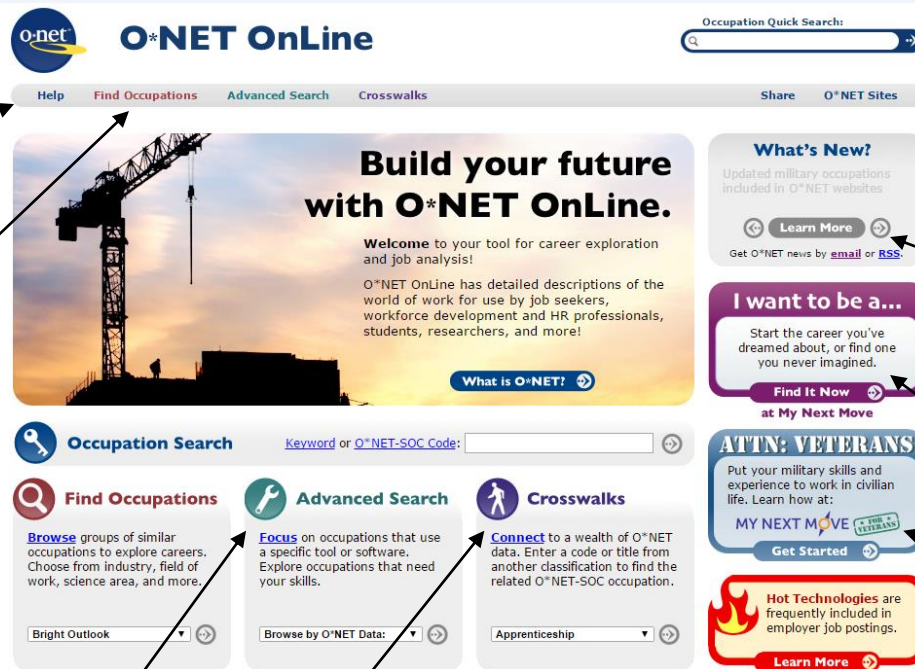 o·net
O*NET OnLine
Occupation Quick Search:
Help Find Occupations Advanced Search Crosswalks Share O*NET Sites
Build your future
with O*NET OnLine.
Welcome to your tool for career exploration
and job analysis!
O*NET OnLine has detailed descriptions of the
world of work for use by job seekers,
workforce development and HR professionals,
students, researchers, and more!
What is O*NET?
What's New?
Updated military occupations
included in O*NET websites
Learn More
Get O*NET news by email or RSS.
I want to be a...
Start the career you've
dreamed about, or find one
you never imagined.
Find It Now
at My Next Move
Occupation Search Keyword or O*NET-SOC Code:
Find Occupations
Browse groups of similar
occupations to explore careers.
Choose from industry, field of
work, science area, and more.
Bright Outlook
Advanced Search
Focus on occupations that use
a specific tool or software.
Explore occupations that need
your skills.
Browse by O*NET Data:
Crosswalks
Connect to a wealth of O*NET
data. Enter a code or title from
another classification to find the
related O*NET-SOC occupation.
Apprenticeship
ATTN: VETERANS
Put your military skills and
experience to work in civilian
life. Learn how at:
MY NEXT MOVE FOR VETERANS
Get Started
Hot Technologies are
frequently included in
employer job postings.
Learn More